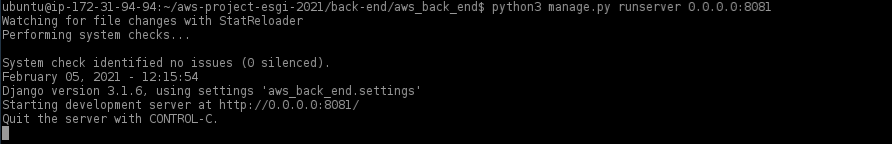 ubuntu@ip-172-31-94-94:~/aws-project-esgi-2021/back-end/aws_back_end$ python3 manage.py runserver 0.0.0.0:8081
Watching for file changes with StatReloader
Performing system checks...
System check identified no issues (0 silenced).
February 05, 2021 - 12:15:54
Django version 3.1.6, using settings 'aws_back_end.settings'
Starting development server at http://0.0.0.0:8081/
Quit the server with CONTROL-C.